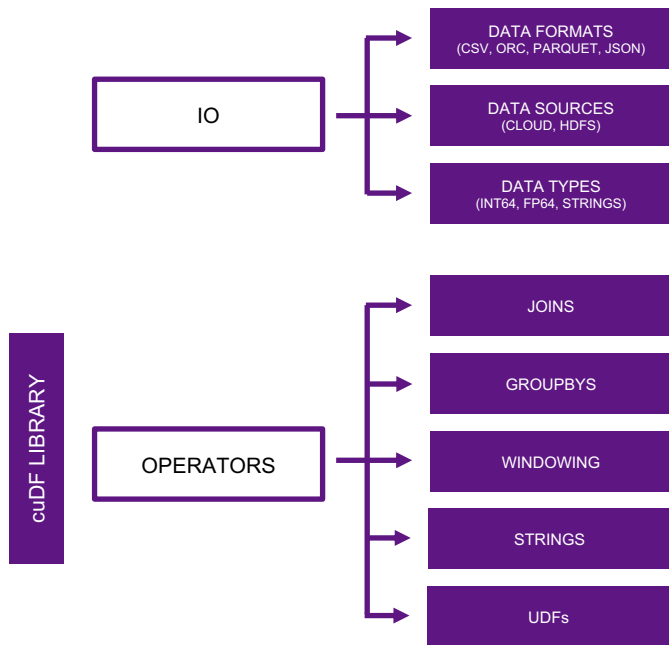 DATA FORMATS
(CSV, ORC, PARQUET, JSON)
IO
DATA SOURCES
(CLOUD, HDFS)
DATA TYPES
(INT64, FP64, STRINGS)
cuDF LIBRARY
OPERATORS
JOINS
GROUPBYS
WINDOWING
STRINGS
UDFs